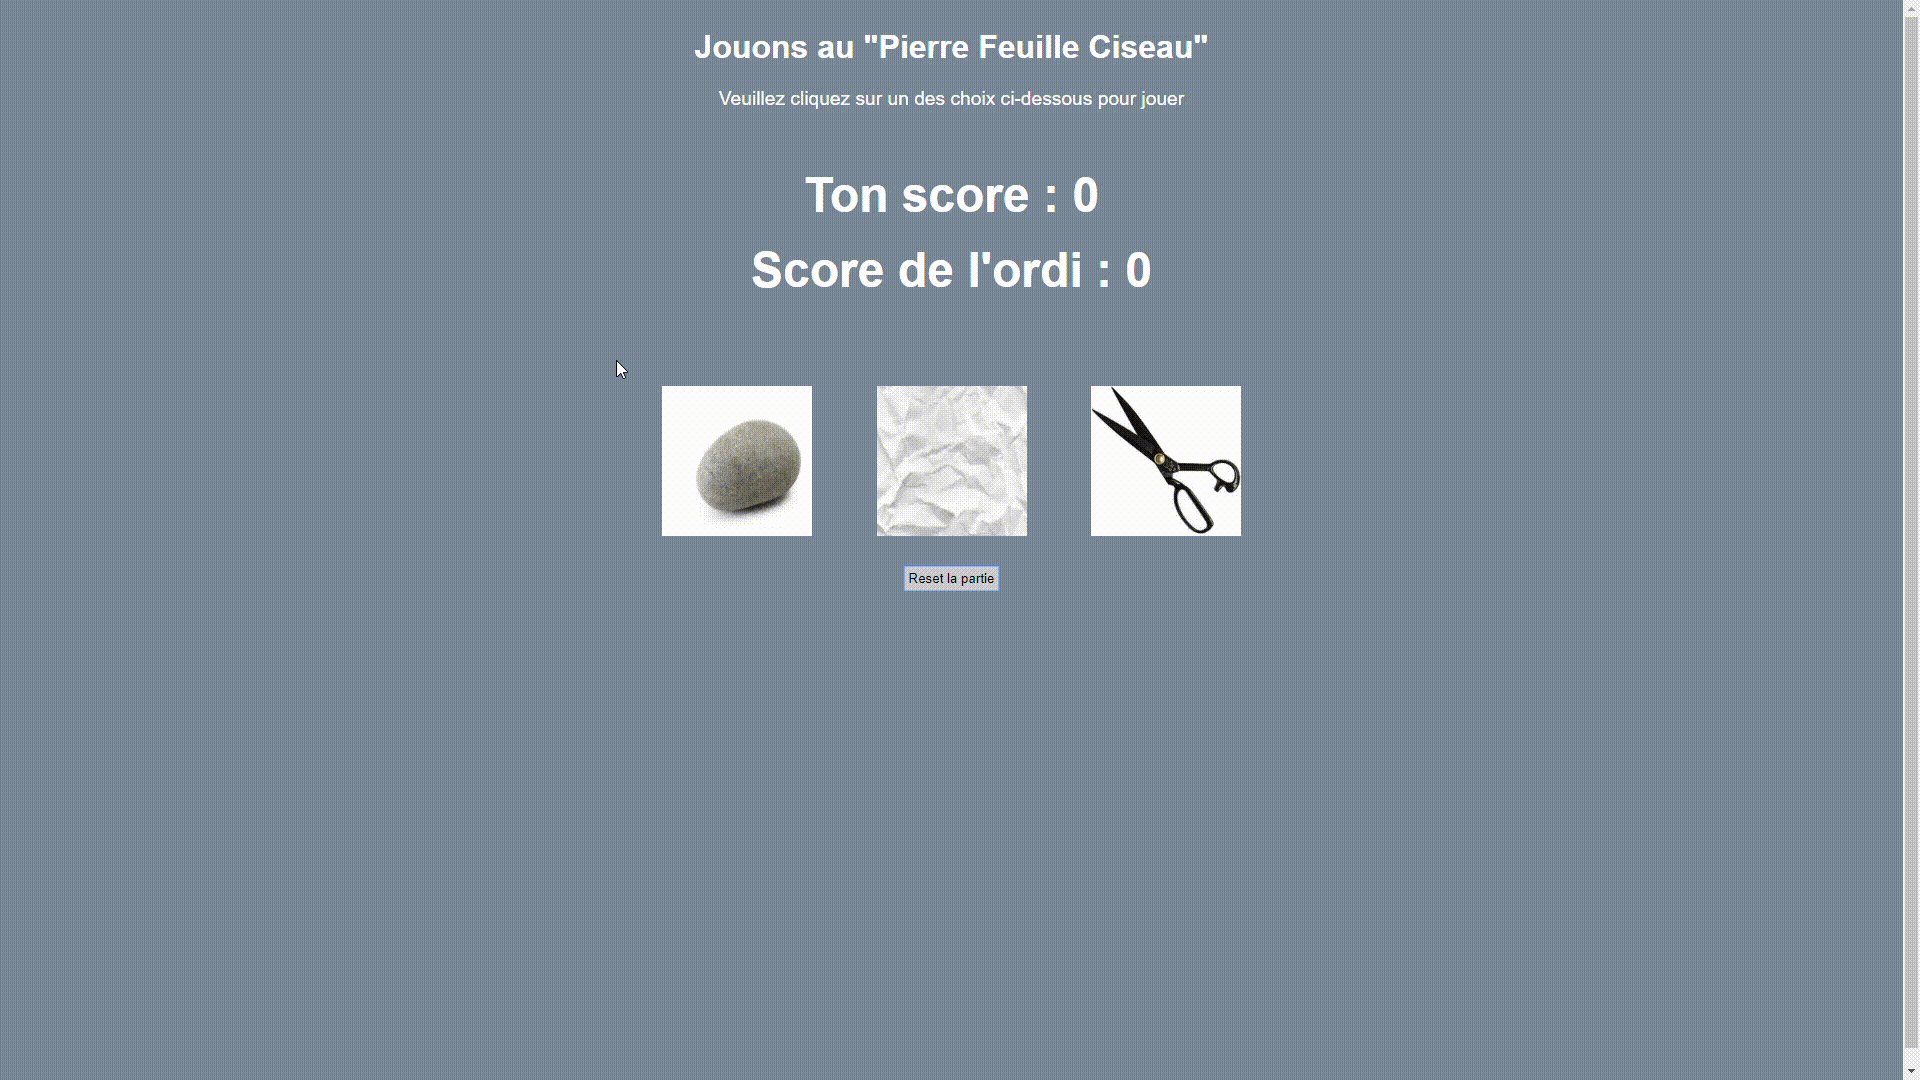 Jouons au "Pierre Feuille Ciseau"
Veuillez cliquez sur un des choix ci-dessous pour jouer
Ton score : 0
Score de l'ordi : 0
Reset la partie